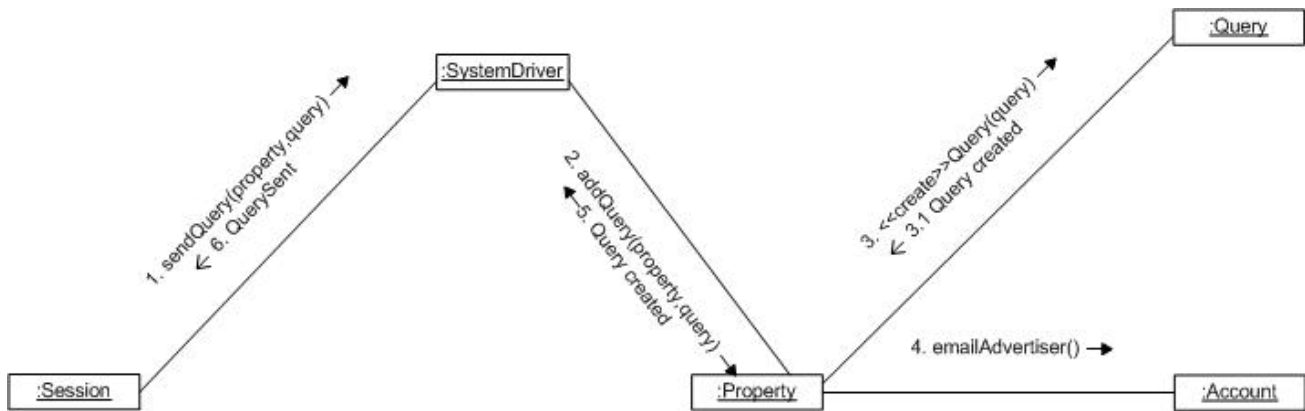 :Query
:SystemDriver
1. sendQuery(property,query)
6. QuerySent
2. addQuery(property,query)
5. Query created
3. <<create>>Query(query)
3.1 Query created
4. emailAdvertiser()
:Session
:Property
:Account